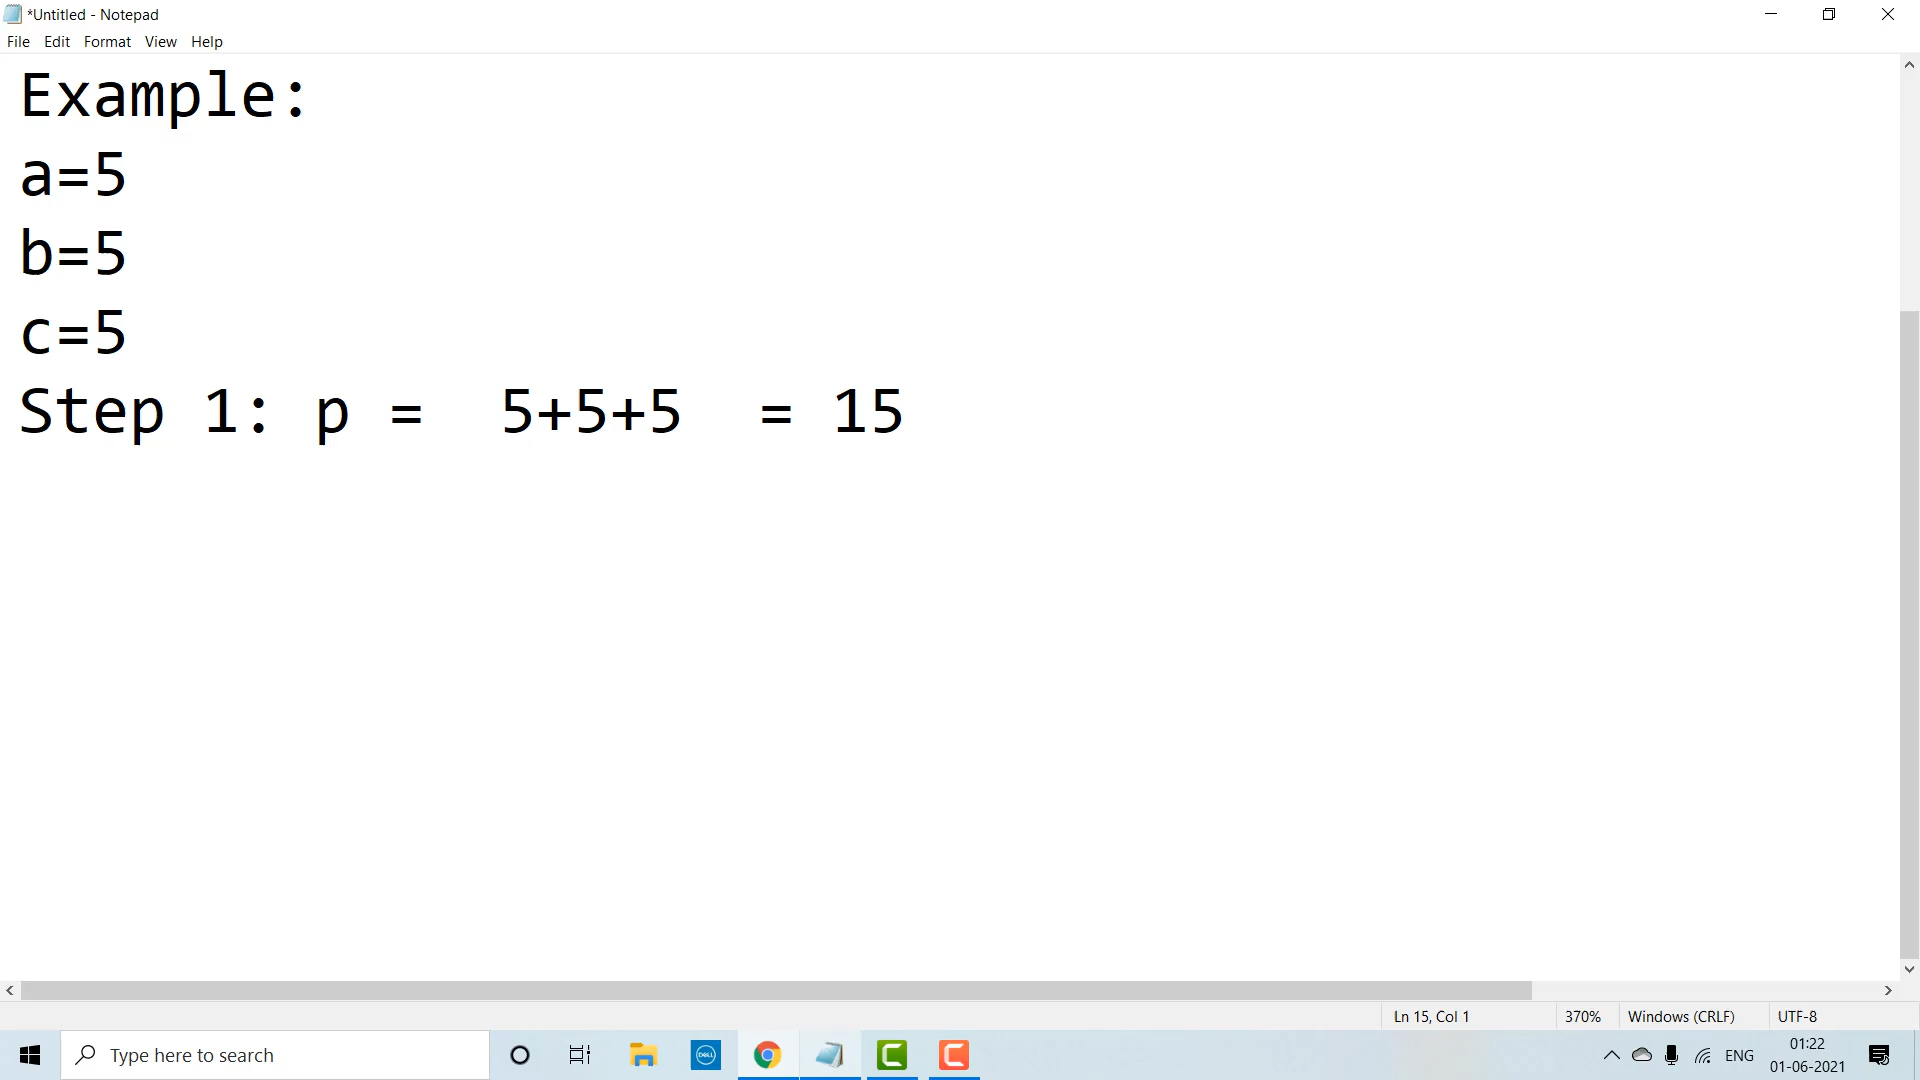 *Untitled - Notepad
File Edit Format View Help
Example:
a=5
b=5
c=5
Step 1: p =  5+5+5  = 15
Ln 15, Col 1 370% Windows (CRLF) UTF-8
Type here to search
DELL
ENG
01:22
01-06-2021